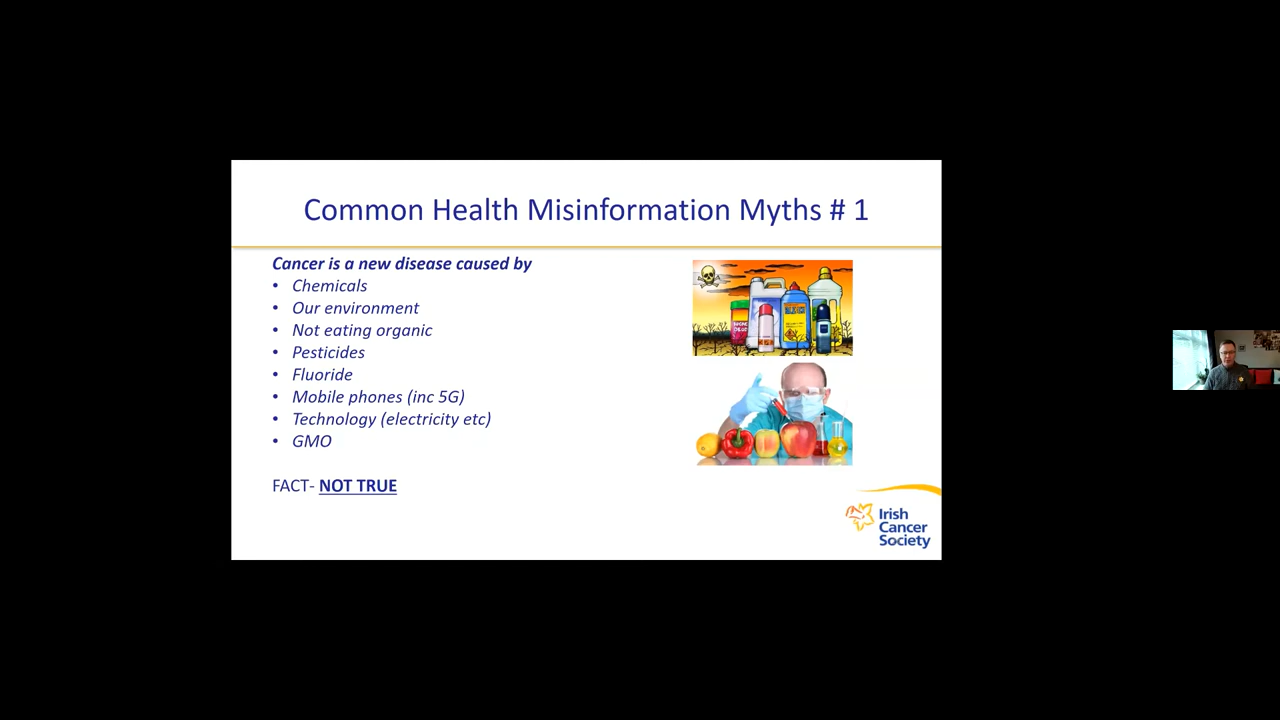 Common Health Misinformation Myths # 1
Cancer is a new disease caused by
• Chemicals
• Our environment
• Not eating organic
• Pesticides
• Fluoride
• Mobile phones (inc 5G)
• Technology (electricity etc)
• GMO
FACT- NOT TRUE
Irish
Cancer
Society